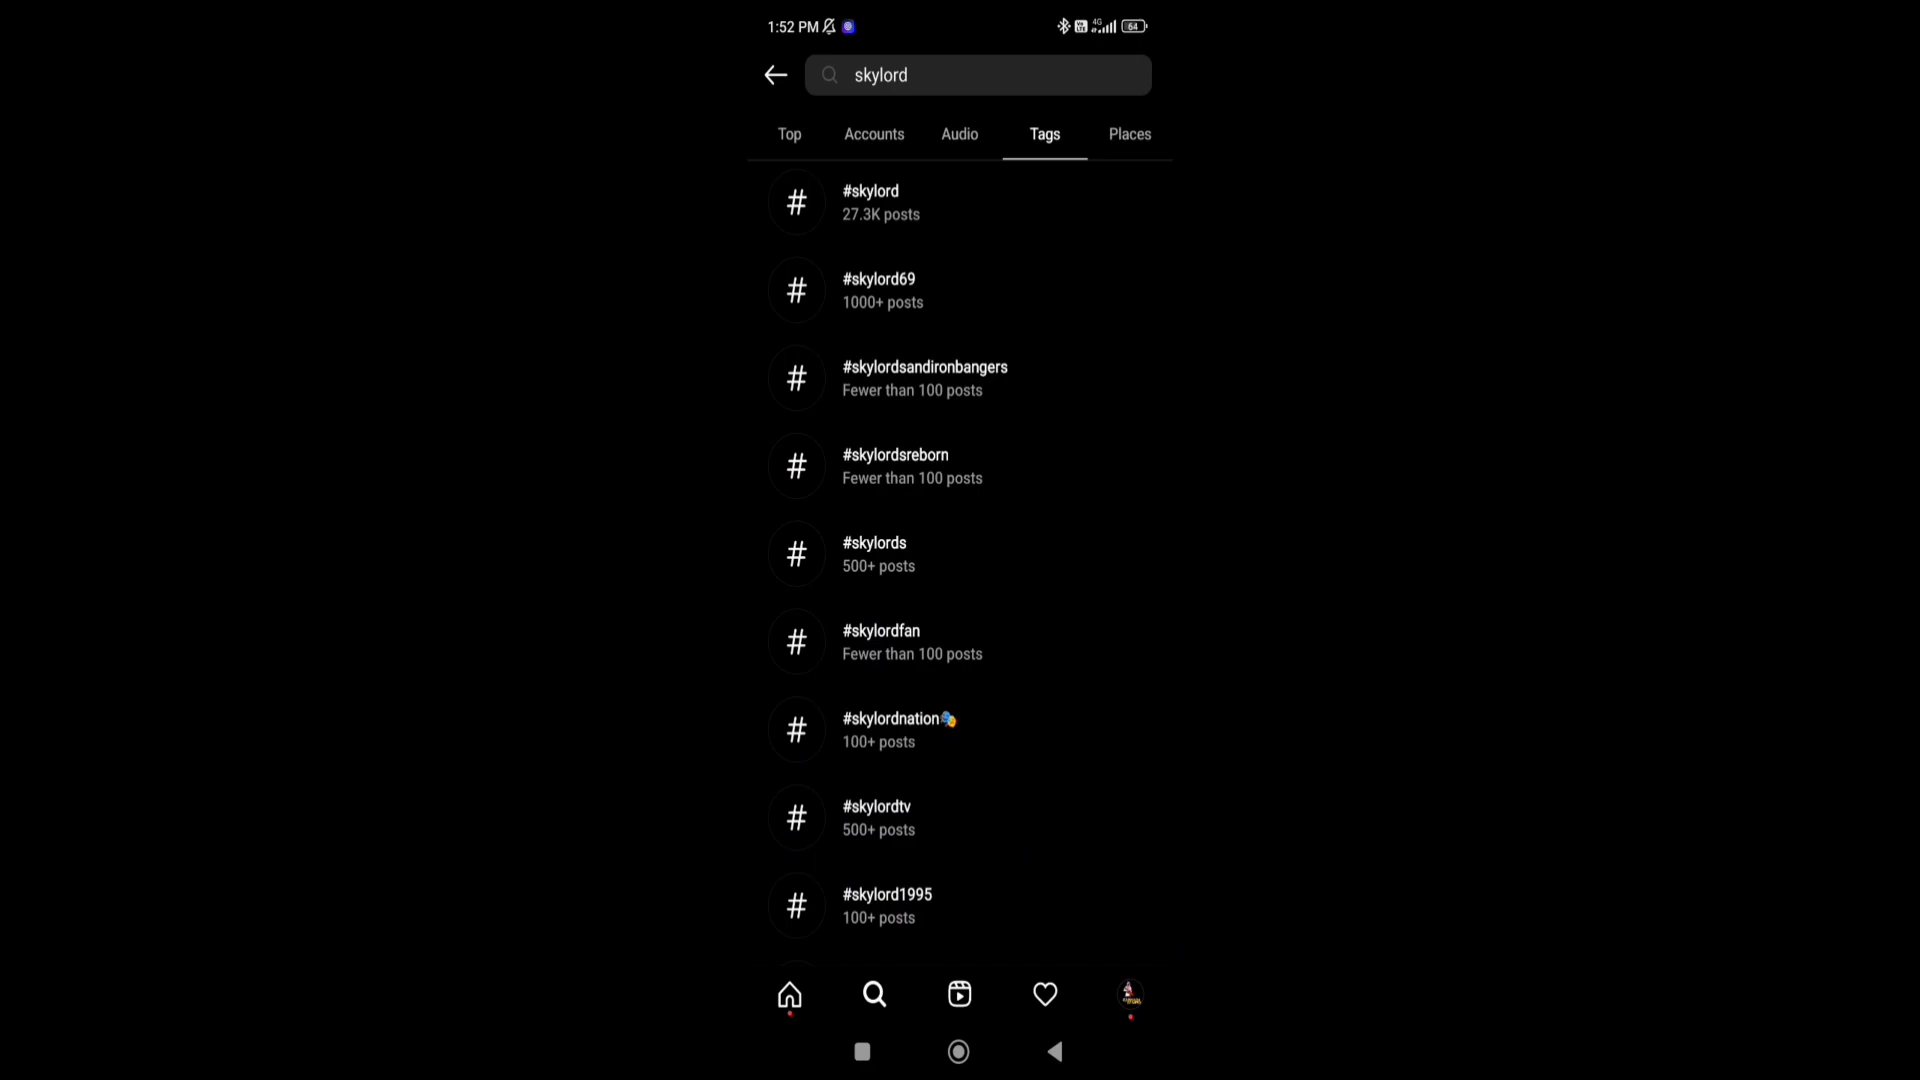 1:52 PM
4G
64
skylord
Top Accounts Audio Tags Places
#skylord
27.3K posts
#skylord69
1000+ posts
#skylordsandironbangers
Fewer than 100 posts
#skylordsreborn
Fewer than 100 posts
#skylords
500+ posts
#skylordfan
Fewer than 100 posts
#skylordnation🎭
100+ posts
#skylordtv
500+ posts
#skylord1995
100+ posts